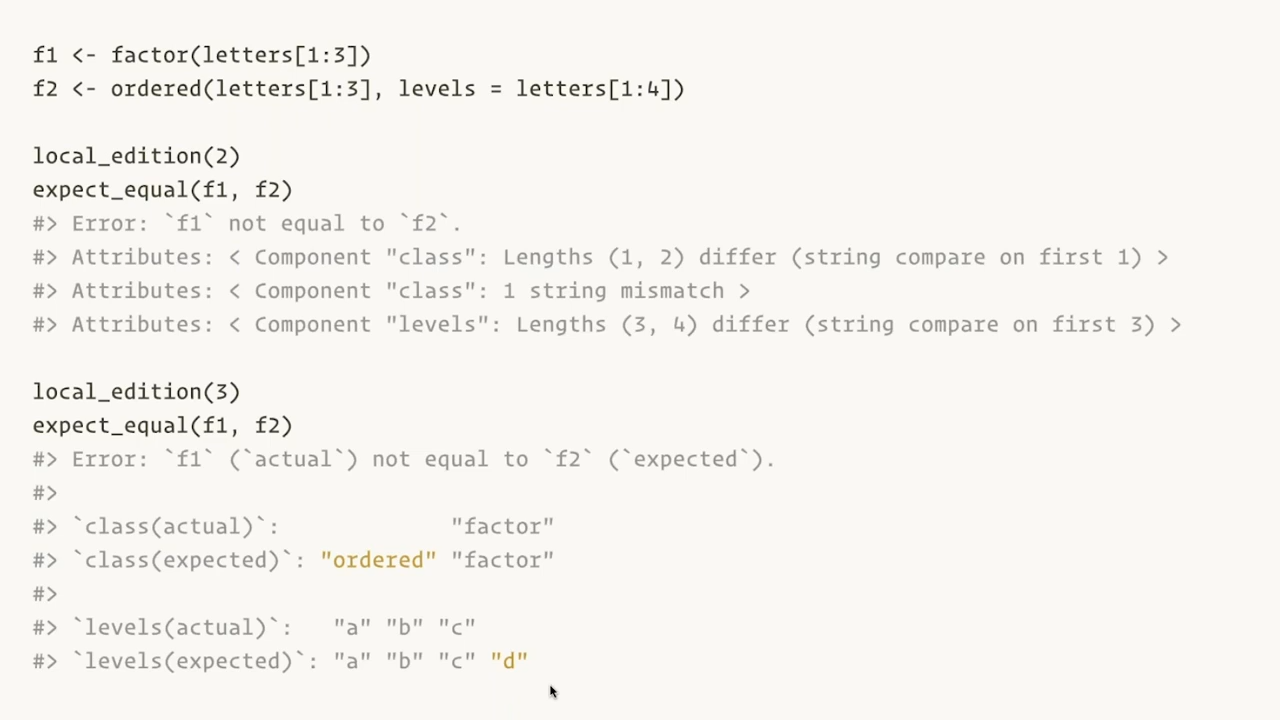 f1 <- factor(letters[1:3])
f2 <- ordered(letters[1:3], levels = letters[1:4])
local_edition(2)
expect_equal(f1, f2)
#> Error: `f1` not equal to `f2`.
#> Attributes: < Component "class": Lengths (1, 2) differ (string compare on first 1) >
#> Attributes: < Component "class": 1 string mismatch >
#> Attributes: < Component "levels": Lengths (3, 4) differ (string compare on first 3) >
local_edition(3)
expect_equal(f1, f2)
#> Error: `f1` (`actual`) not equal to `f2` (`expected`).
#>
#> `class(actual)`:             "factor"
#> `class(expected)`: "ordered" "factor"
#>
#> `levels(actual)`:   "a" "b" "c"
#> `levels(expected)`: "a" "b" "c" "d"